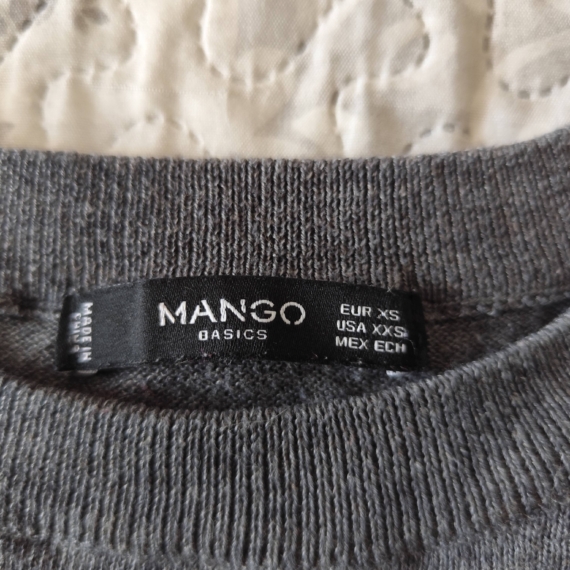 MADE IN
CHINA
MANGO
BASICS
EUR XS
USA XXS
MEX ECH